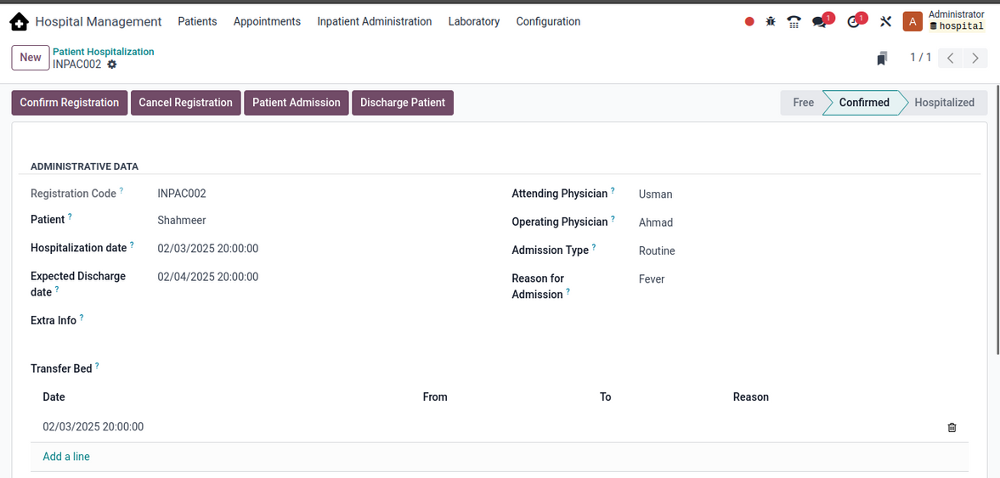 Hospital Management Patients Appointments Inpatient Administration Laboratory Configuration 1 1 A Administrator
hospital
New Patient Hospitalization
INPAC002 1 / 1
Confirm Registration Cancel Registration Patient Admission Discharge Patient Free Confirmed Hospitalized
ADMINISTRATIVE DATA
Registration Code ? INPAC002
Attending Physician ? Usman
Patient ? Shahmeer
Operating Physician ? Ahmad
Hospitalization date ? 02/03/2025 20:00:00
Admission Type ? Routine
Expected Discharge
date ? 02/04/2025 20:00:00
Reason for
Admission ? Fever
Extra Info ?
Transfer Bed ?
Date From To Reason
02/03/2025 20:00:00
Add a line